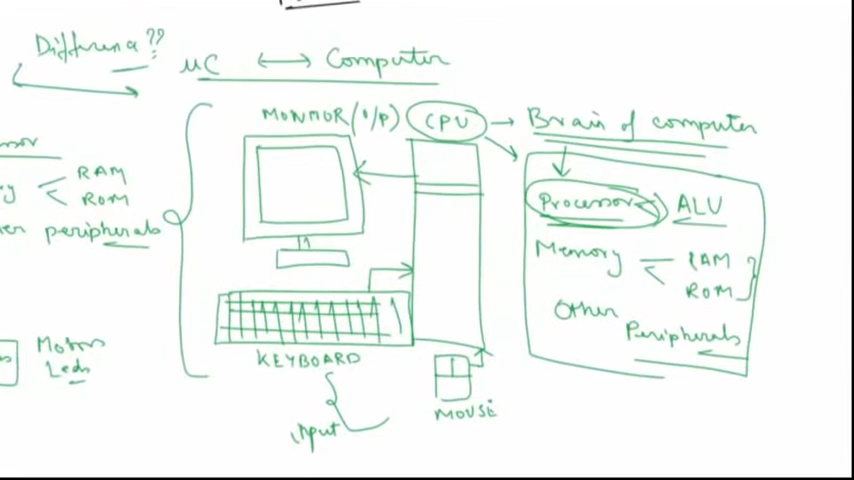 Difference??
µC ↔ Computer
MONITOR (O/P)
CPU → Brain of computer
RAM
ROM
peripherals
Processor ALU
Memory RAM
ROM
Other
Peripherals
Motors
Leds
KEYBOARD
MOUSE
input